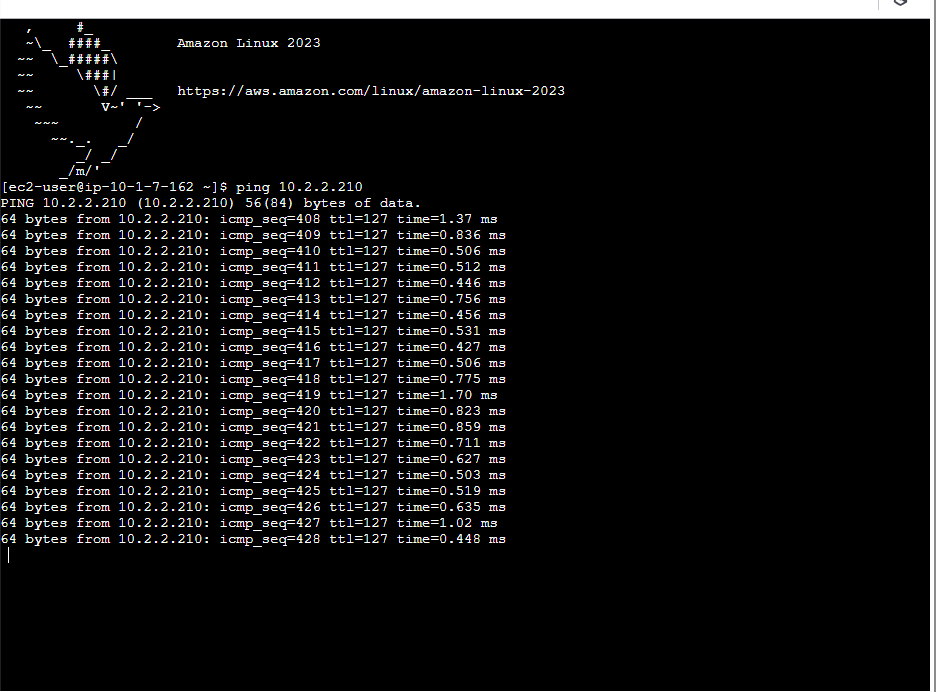 ,     #_
   ~\_  ####_        Amazon Linux 2023
  ~~  \_#####\
  ~~     \###|
  ~~       \#/ ___   https://aws.amazon.com/linux/amazon-linux-2023
   ~~       V~' '->
    ~~~         /
      ~~._.   _/
         _/ _/
       _/m/'
[ec2-user@ip-10-1-7-162 ~]$ ping 10.2.2.210
PING 10.2.2.210 (10.2.2.210) 56(84) bytes of data.
64 bytes from 10.2.2.210: icmp_seq=408 ttl=127 time=1.37 ms
64 bytes from 10.2.2.210: icmp_seq=409 ttl=127 time=0.836 ms
64 bytes from 10.2.2.210: icmp_seq=410 ttl=127 time=0.506 ms
64 bytes from 10.2.2.210: icmp_seq=411 ttl=127 time=0.512 ms
64 bytes from 10.2.2.210: icmp_seq=412 ttl=127 time=0.446 ms
64 bytes from 10.2.2.210: icmp_seq=413 ttl=127 time=0.756 ms
64 bytes from 10.2.2.210: icmp_seq=414 ttl=127 time=0.456 ms
64 bytes from 10.2.2.210: icmp_seq=415 ttl=127 time=0.531 ms
64 bytes from 10.2.2.210: icmp_seq=416 ttl=127 time=0.427 ms
64 bytes from 10.2.2.210: icmp_seq=417 ttl=127 time=0.506 ms
64 bytes from 10.2.2.210: icmp_seq=418 ttl=127 time=0.775 ms
64 bytes from 10.2.2.210: icmp_seq=419 ttl=127 time=1.70 ms
64 bytes from 10.2.2.210: icmp_seq=420 ttl=127 time=0.823 ms
64 bytes from 10.2.2.210: icmp_seq=421 ttl=127 time=0.859 ms
64 bytes from 10.2.2.210: icmp_seq=422 ttl=127 time=0.711 ms
64 bytes from 10.2.2.210: icmp_seq=423 ttl=127 time=0.627 ms
64 bytes from 10.2.2.210: icmp_seq=424 ttl=127 time=0.503 ms
64 bytes from 10.2.2.210: icmp_seq=425 ttl=127 time=0.519 ms
64 bytes from 10.2.2.210: icmp_seq=426 ttl=127 time=0.635 ms
64 bytes from 10.2.2.210: icmp_seq=427 ttl=127 time=1.02 ms
64 bytes from 10.2.2.210: icmp_seq=428 ttl=127 time=0.448 ms